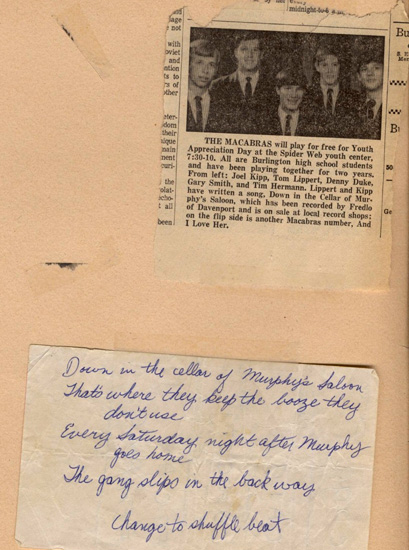 midnight
THE MACABRAS will play for free for Youth
Appreciation Day at the Spider Web youth center,
7:30-10. All are Burlington high school students
and have been playing together for two years.
From left: Joel Kipp, Tom Lippert, Denny Duke,
Gary Smith, and Tim Hermann. Lippert and Kipp
have written a song, Down in the Cellar of Mur-
phy's Saloon, which has been recorded by Fredlo
of Davenport and is on sale at local record shops;
on the flip side is another Macabras number, And
I Love Her.
Down in the cellar of Murphy's Saloon
That's where they keep the booze they
don't use
Every Saturday night after Murphy
goes home
The gang slips in the back way
Change to shuffle beat